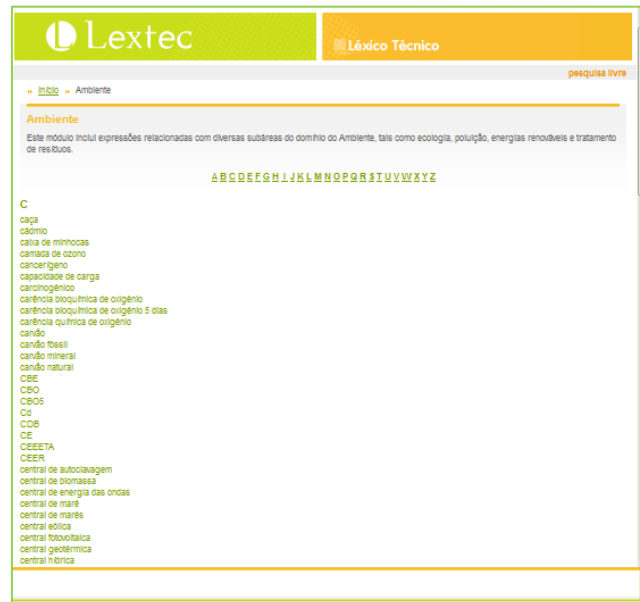 Lextec
Léxico Técnico
pesquisa livre
» Início » Ambiente
Ambiente
Este módulo inclui expressões relacionadas com diversas subáreas do domínio do Ambiente, tais como ecologia, poluição, energias renováveis e tratamento
de resíduos.
A B C D E F G H I J K L M N O P Q R S T U V W X Y Z
C
caça
cádmio
caixa de minhocas
camada de ozono
cancerígeno
capacidade de carga
carcinogénico
carência bioquímica de oxigénio
carência bioquímica de oxigénio 5 dias
carência química de oxigénio
carvão
carvão fóssil
carvão mineral
carvão natural
CBE
CBO
CBO5
Cd
CDB
CE
CEEETA
CEER
central de autoclavagem
central de biomassa
central de energia das ondas
central de maré
central de marés
central eólica
central fotovoltaica
central geotérmica
central híbrica